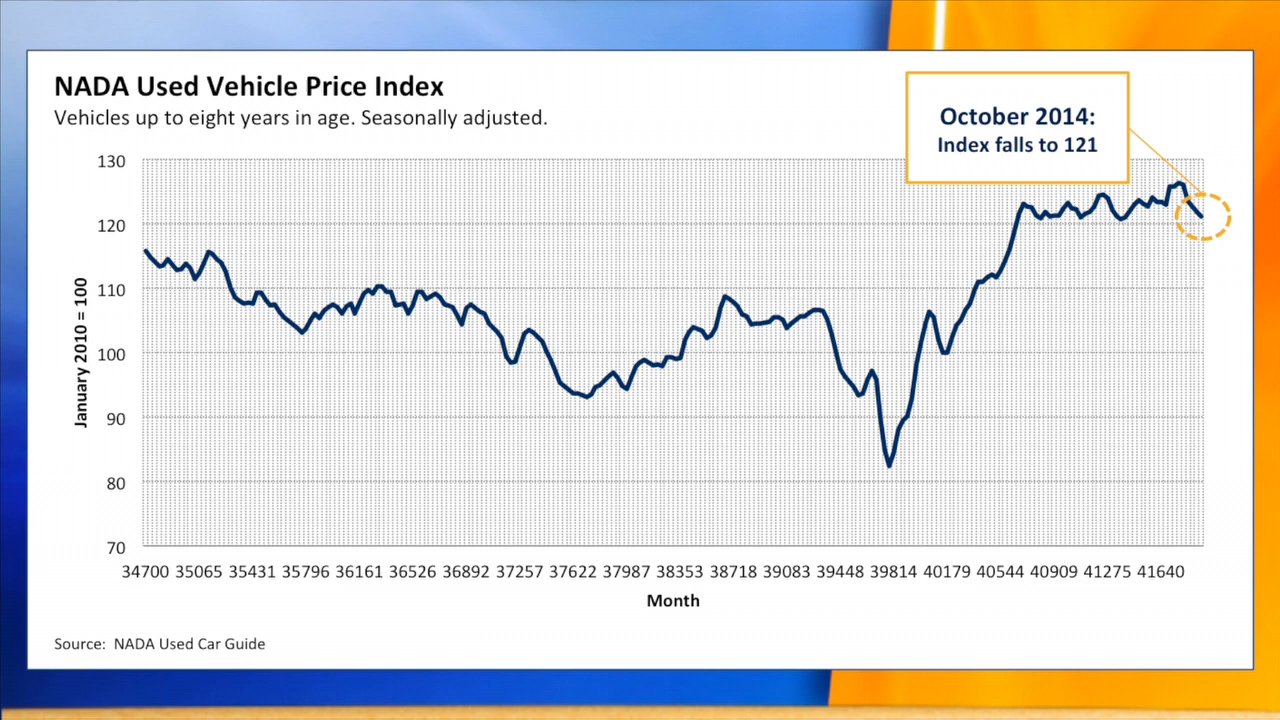 NADA Used Vehicle Price Index
Vehicles up to eight years in age. Seasonally adjusted.
October 2014:
Index falls to 121
130
120
110
100
90
80
70
January 2010 = 100
34700 35065 35431 35796 36161 36526 36892 37257 37622 37987 38353 38718 39083 39448 39814 40179 40544 40909 41275 41640
Month
Source: NADA Used Car Guide